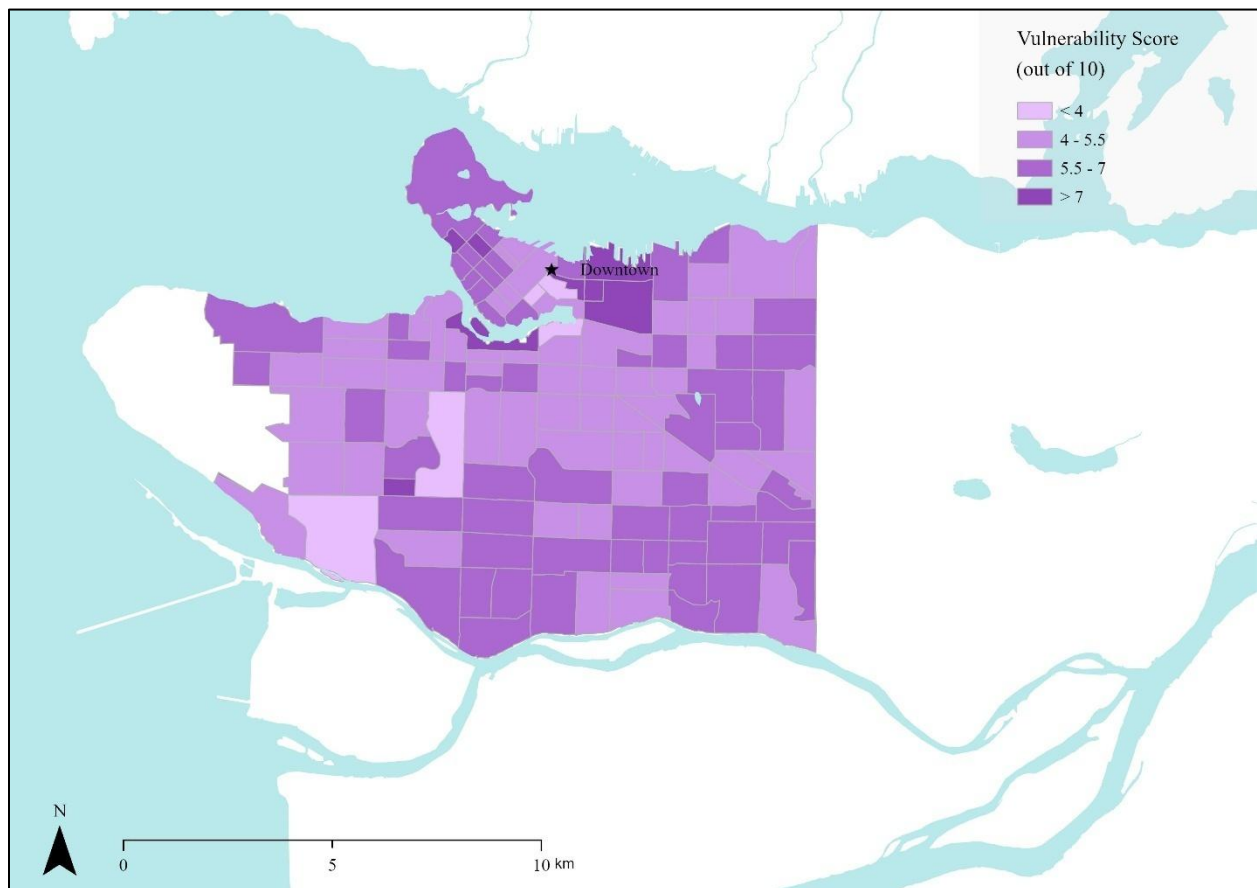 Vulnerability Score
(out of 10)
< 4
4 - 5.5
5.5 - 7
> 7
Downtown
N
0
5
10 km